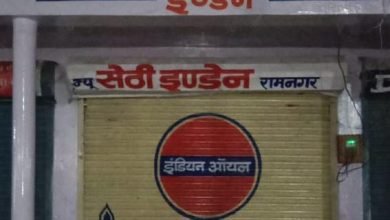 इण्डेन
न्यू सेठी इण्डेन रामनगर
इंडियन ऑयल